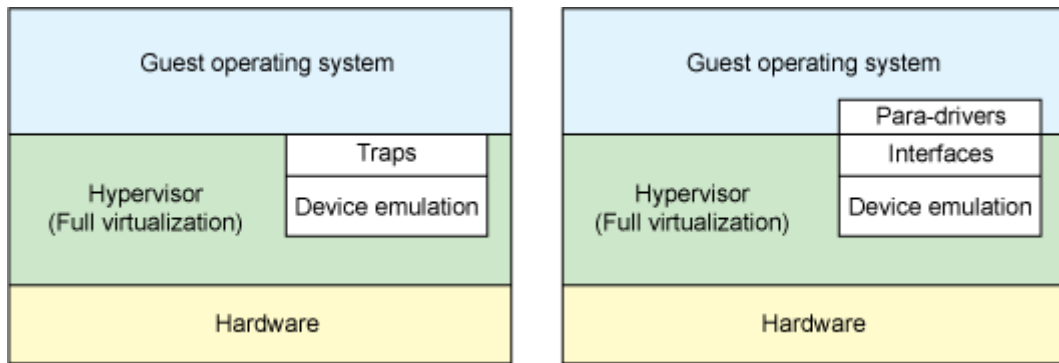 Guest operating system
Traps
Hypervisor
(Full virtualization)
Device emulation
Hardware
Guest operating system
Para-drivers
Interfaces
Hypervisor
(Full virtualization)
Device emulation
Hardware